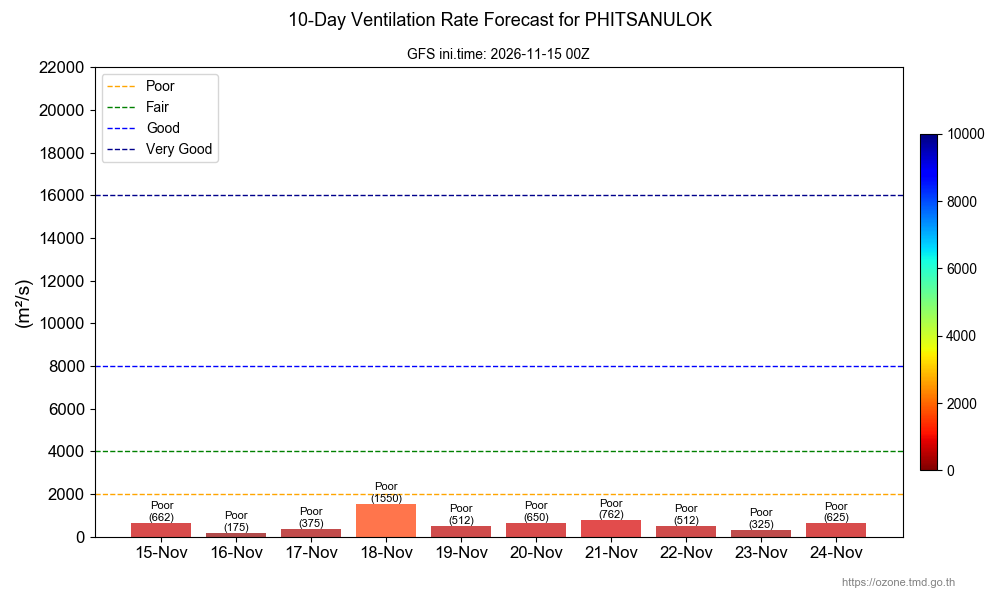 10-Day Ventilation Rate Forecast for PHITSANULOK
GFS ini.time: 2026-11-15 00Z
22000
20000
18000
16000
14000
12000
10000
8000
6000
4000
2000
0
(m²/s)
Poor
Fair
Good
Very Good
Poor
(662)
Poor
(175)
Poor
(375)
Poor
(1550)
Poor
(512)
Poor
(650)
Poor
(762)
Poor
(512)
Poor
(325)
Poor
(625)
15-Nov 16-Nov 17-Nov 18-Nov 19-Nov 20-Nov 21-Nov 22-Nov 23-Nov 24-Nov
10000
8000
6000
4000
2000
0
https://ozone.tmd.go.th